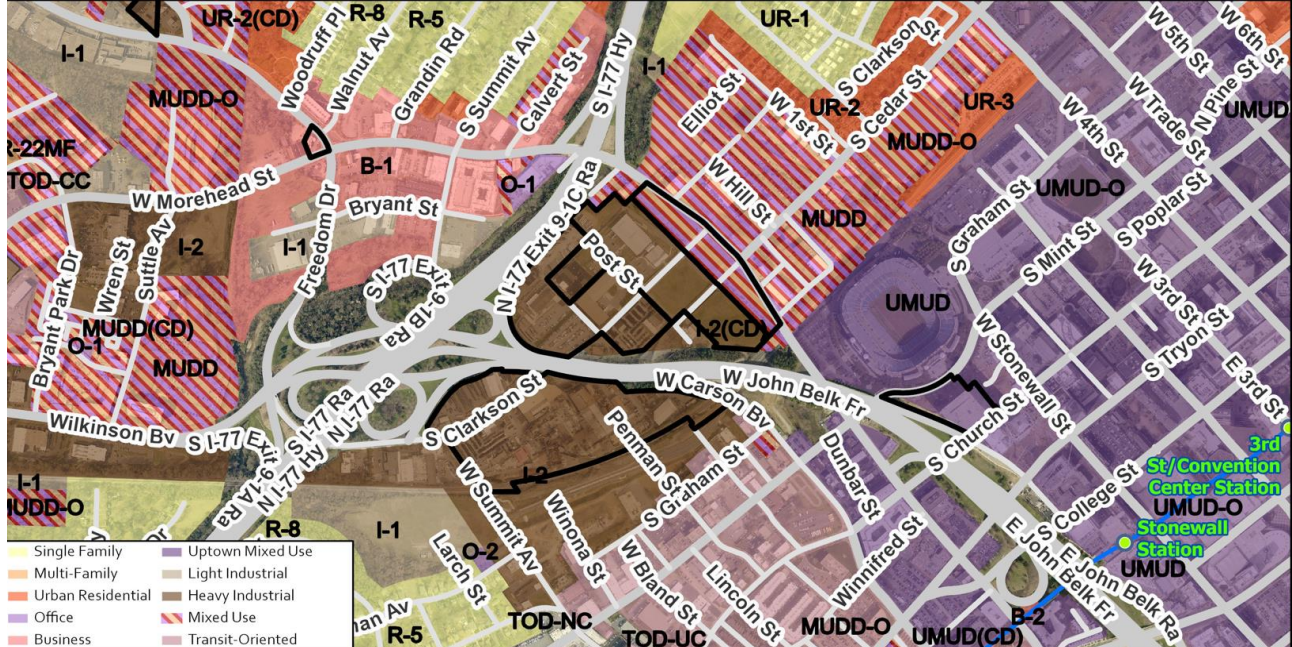 UR-2(CD)
R-8
R-5
UR-1
W 5th St
W 6th St
I-1
Woodruff Pl
Walnut Av
Grandin Rd
S Summit Av
Calvert St
S I-77 Hy
I-1
S Clarkson St
W Trade St
N Pine St
MUDD-O
Elliot St
W 1st St
UR-2
S Cedar St
UR-3
W 4th St
UMUD
R-22MF
TOD-CC
B-1
O-1
MUDD-O
W Morehead St
Bryant St
W Hill St
MUDD
UMUD-O
S Poplar St
I-2
I-1
Freedom Dr
N I-77 Exit 9-1C Ra
Post St
S Graham St
S Mint St
W 3rd St
Bryant Park Dr
Wren St
Suttle Av
S I-77 Exit 9-1B Ra
UMUD
MUDD(CD)
O-1
MUDD
I-2(CD)
W Stonewall St
S Tryon St
E 3rd St
Wilkinson Bv
S I-77 Exit 9-1A Ra
S I-77 Ra
N I-77 Ra
N I-77 Hy
S Clarkson St
W Carson Bv
W John Belk Fr
S Church St
3rd
St/Convention
Center Station
I-1
MUDD-O
I-2
Penman St
S Graham St
Dunbar St
S College St
UMUD-O
Stonewall
Station
R-8
I-1
O-2
W Summit Av
Winona St
W Bland St
Lincoln St
Winnifred St
E John Belk Fr
E John Belk Ra
UMUD
Larch St
R-5
TOD-NC
TOD-UC
MUDD-O
UMUD(CD)
B-2
Single Family
Multi-Family
Urban Residential
Office
Business
Uptown Mixed Use
Light Industrial
Heavy Industrial
Mixed Use
Transit-Oriented